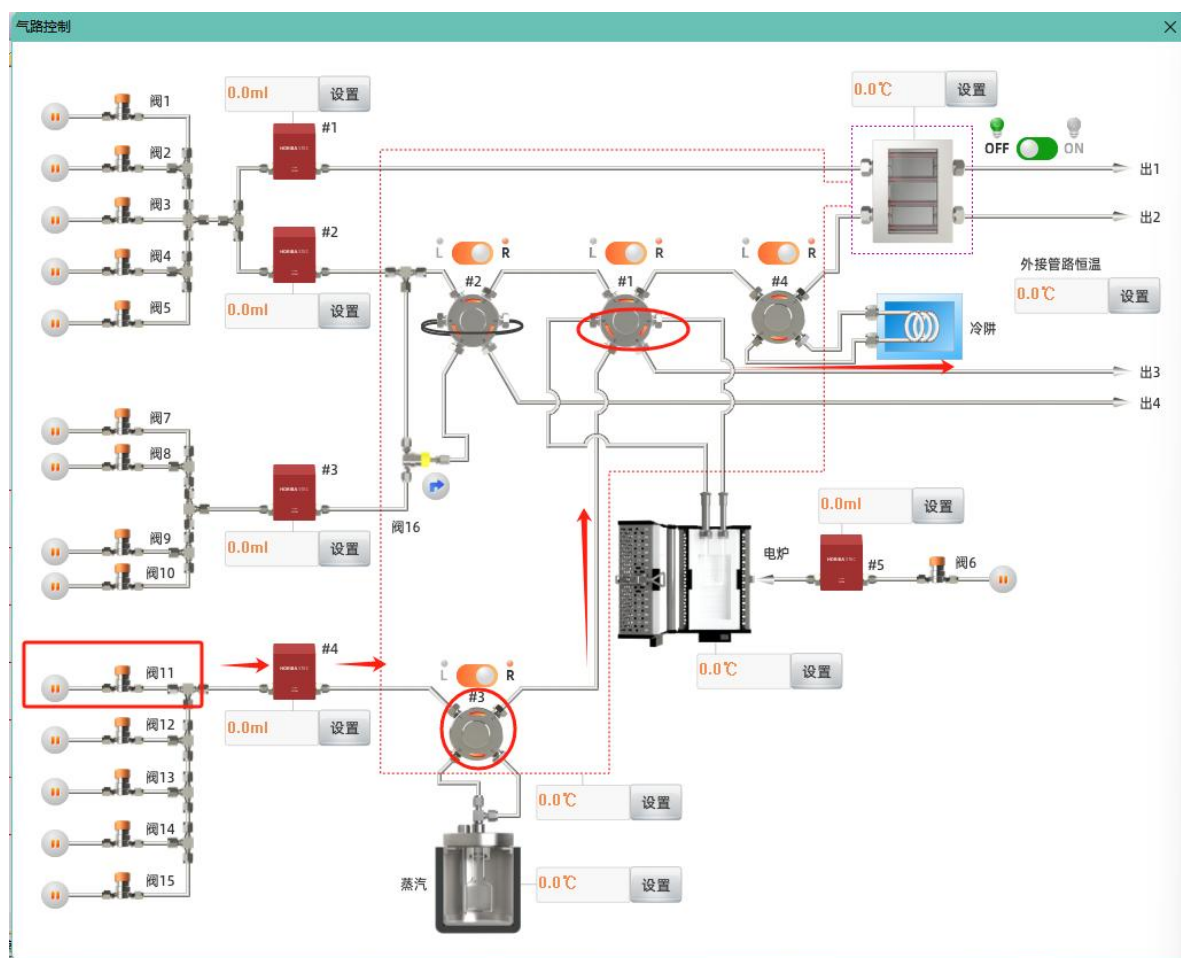 气路控制
阀1
阀2
阀3
阀4
阀5
0.0ml 设置
#1
#2
0.0ml 设置
0.0℃ 设置
OFF ON
出1
出2
外接管路恒温
0.0℃ 设置
L R
#2
L R
#1
L R
#4
冷阱
出3
出4
阀7
阀8
阀9
阀10
#3
0.0ml 设置
阀16
0.0ml 设置
电炉
#5
阀6
0.0℃ 设置
阀11
阀12
阀13
阀14
阀15
#4
0.0ml 设置
L R
#3
0.0℃ 设置
蒸汽
0.0℃ 设置